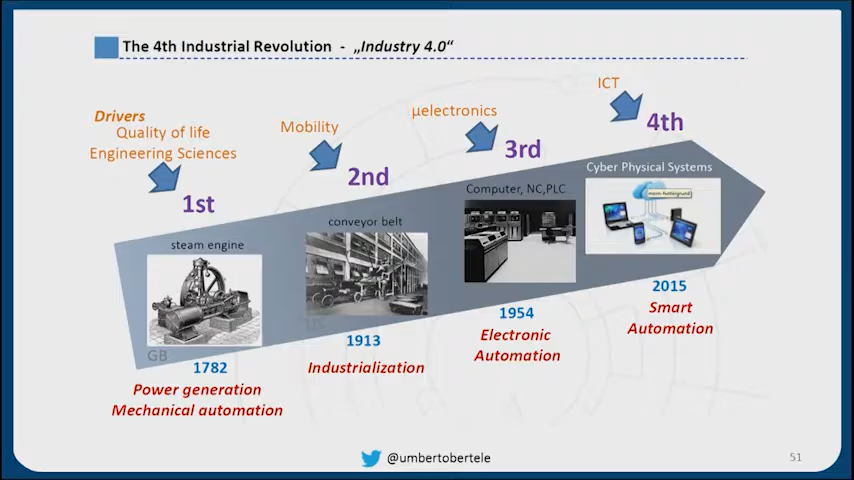 The 4th Industrial Revolution - „Industry 4.0“
Drivers
Quality of life
Engineering Sciences
1st
steam engine
GB
1782
Power generation
Mechanical automation
Mobility
2nd
conveyor belt
US
1913
Industrialization
µelectronics
3rd
Computer, NC,PLC
1954
Electronic
Automation
ICT
4th
Cyber Physical Systems
2015
Smart
Automation
@umbertobertele
51